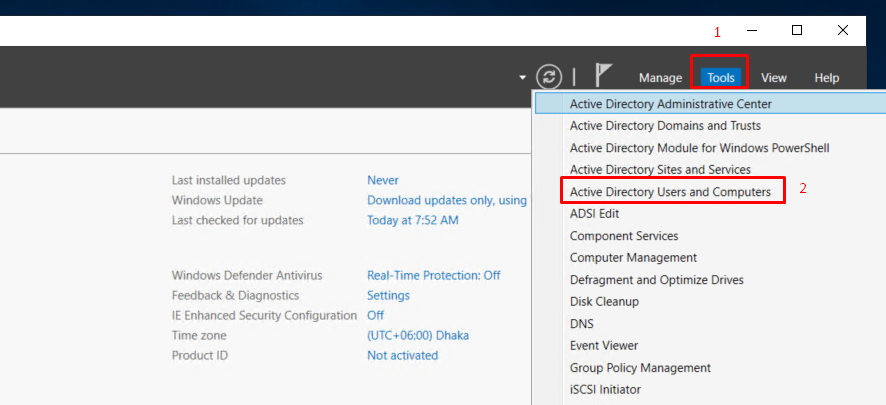 1
Manage Tools View Help
Active Directory Administrative Center
Active Directory Domains and Trusts
Active Directory Module for Windows PowerShell
Active Directory Sites and Services
Active Directory Users and Computers 2
ADSI Edit
Component Services
Computer Management
Defragment and Optimize Drives
Disk Cleanup
DNS
Event Viewer
Group Policy Management
iSCSI Initiator
Last installed updates Never
Windows Update Download updates only, using
Last checked for updates Today at 7:52 AM
Windows Defender Antivirus Real-Time Protection: Off
Feedback & Diagnostics Settings
IE Enhanced Security Configuration Off
Time zone (UTC+06:00) Dhaka
Product ID Not activated